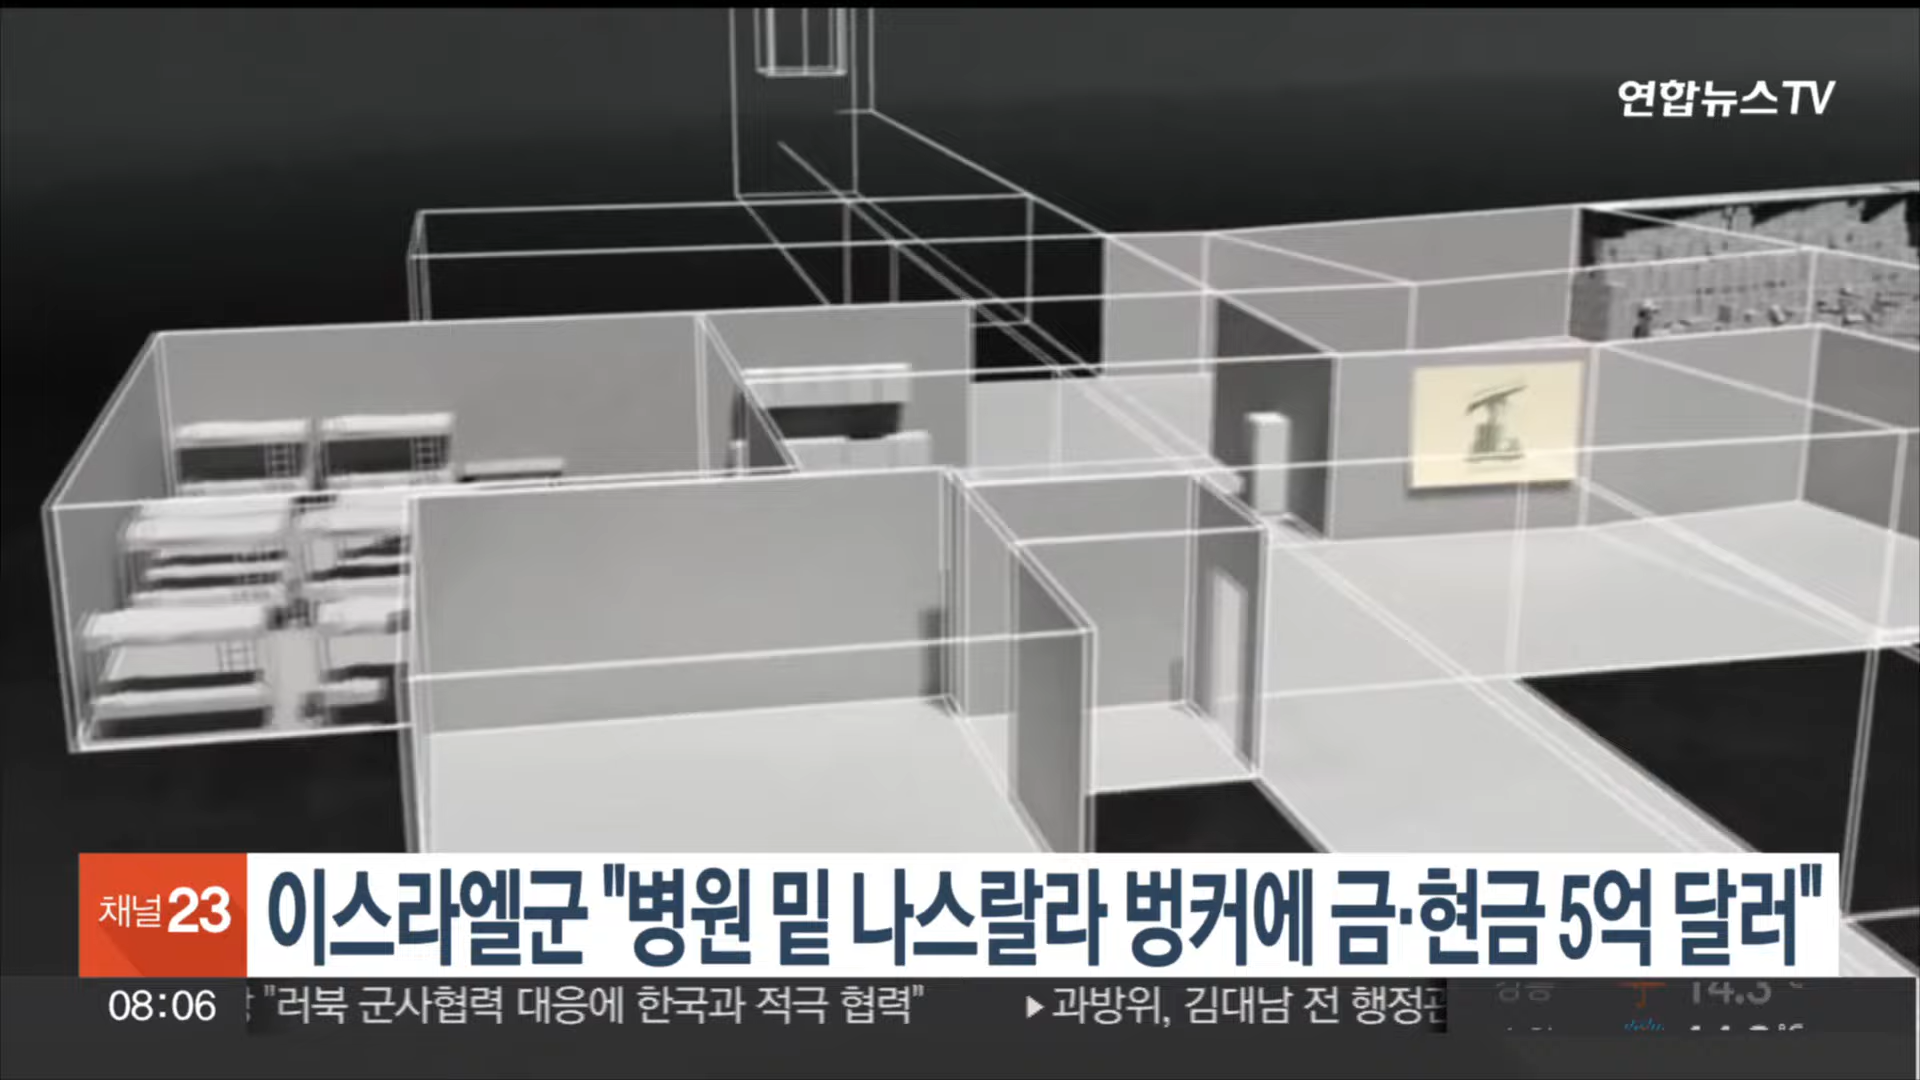 연합뉴스TV
채널 23
이스라엘군 "병원 밑 나스랄라 벙커에 금·현금 5억 달러"
08:06
"러북 군사협력 대응에 한국과 적극 협력" ▶과방위, 김대남 전 행정관